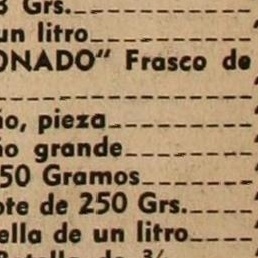 3 Grs.
un litro
ONADO" Frasco de
ño, pieza
ño grande
50 Gramos
ote de 250 Grs.
ella de un litro